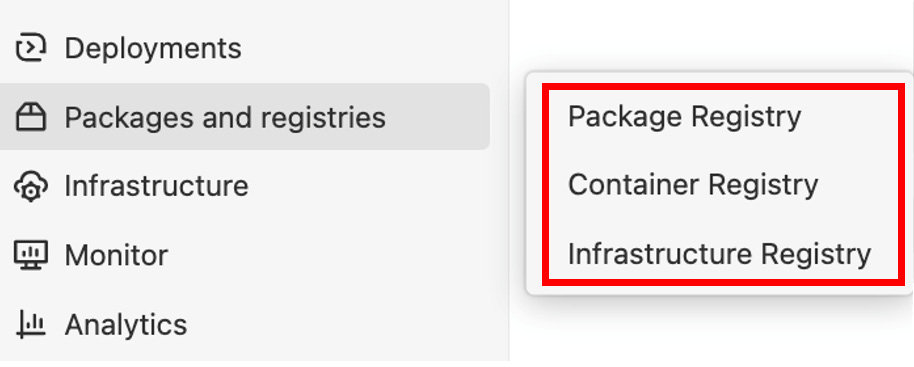 Deployments
Packages and registries
Infrastructure
Monitor
Analytics
Package Registry
Container Registry
Infrastructure Registry